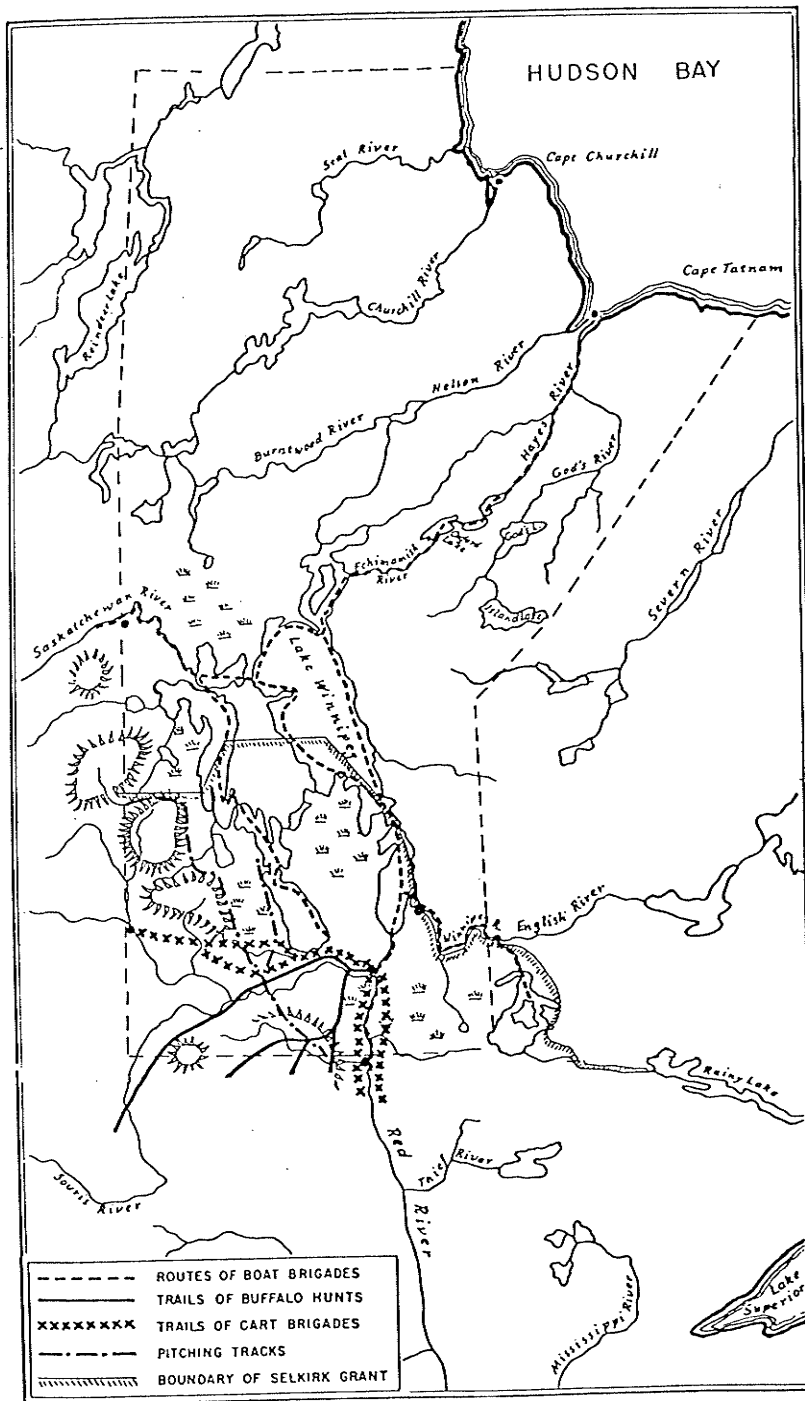 HUDSON BAY
Seal River
Cape Churchill
Cape Tatnam
Reindeer Lake
Churchill River
Nelson River
Burntwood River
Hayes River
God's River
God's L.
Oxford Lake
Echimamish River
Island Lake
Severn River
Saskatchewan River
Lake Winnipeg
English River
Winnipeg R.
Rainy Lake
Red River
Thief River
Souris River
Mississippi River
Lake Superior
ROUTES OF BOAT BRIGADES
TRAILS OF BUFFALO HUNTS
TRAILS OF CART BRIGADES
PITCHING TRACKS
BOUNDARY OF SELKIRK GRANT